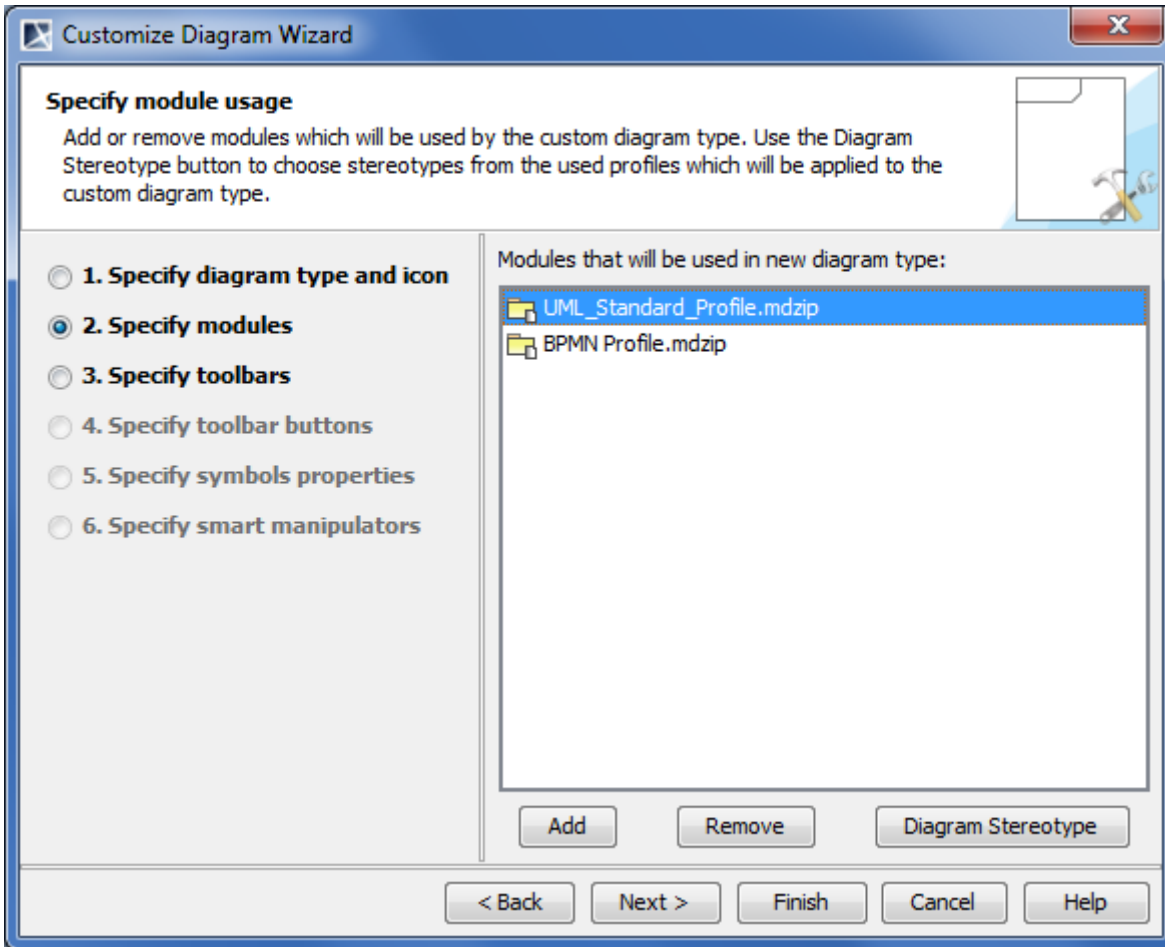 Customize Diagram Wizard
Specify module usage
Add or remove modules which will be used by the custom diagram type. Use the Diagram
Stereotype button to choose stereotypes from the used profiles which will be applied to the
custom diagram type.
1. Specify diagram type and icon
2. Specify modules
3. Specify toolbars
4. Specify toolbar buttons
5. Specify symbols properties
6. Specify smart manipulators
Modules that will be used in new diagram type:
UML_Standard_Profile.mdzip
BPMN Profile.mdzip
Add Remove Diagram Stereotype
< Back Next > Finish Cancel Help